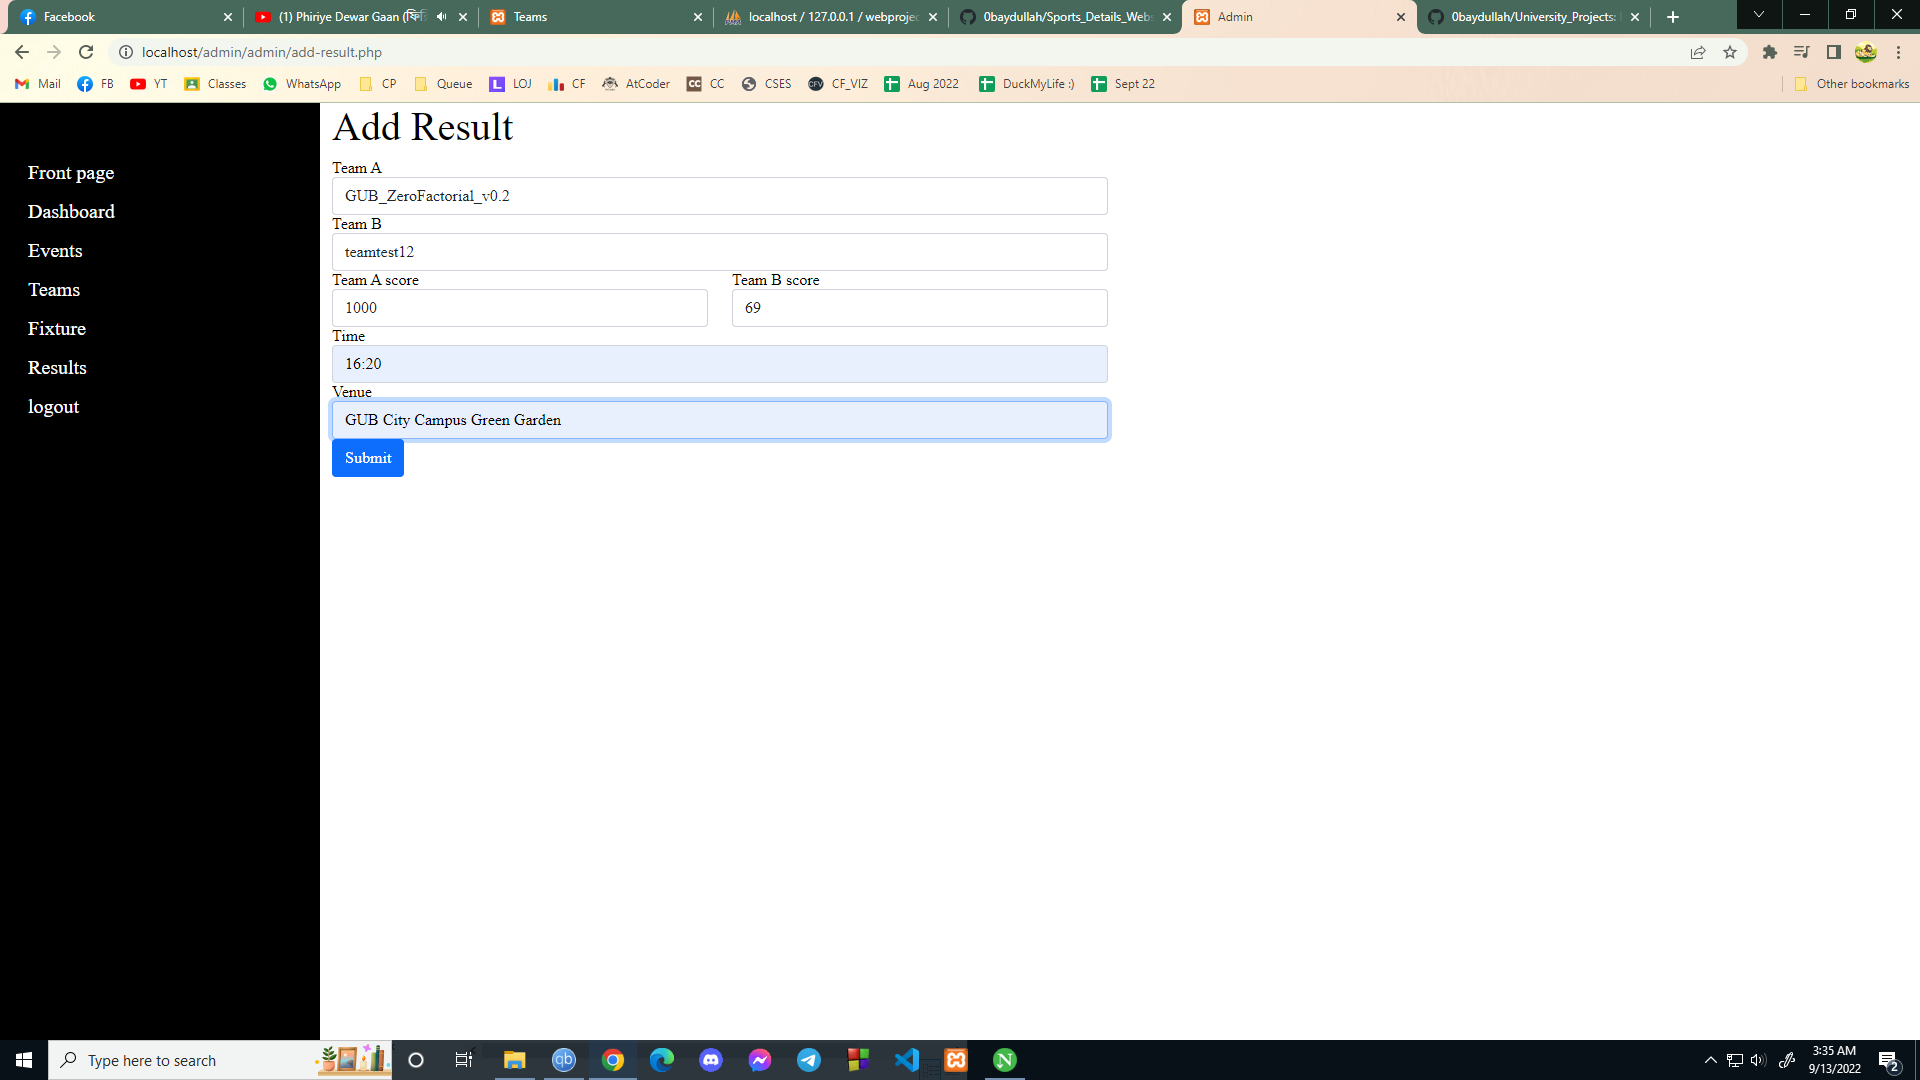 Facebook
(1) Phiriye Dewar Gaan (ফিরি
Teams
localhost / 127.0.0.1 / webprojec
0baydullah/Sports_Details_Webs
Admin
0baydullah/University_Projects:
localhost/admin/admin/add-result.php
Mail FB YT Classes WhatsApp CP Queue LOJ CF AtCoder CC CSES CF_VIZ Aug 2022 DuckMyLife :) Sept 22 Other bookmarks
Front page
Dashboard
Events
Teams
Fixture
Results
logout
Add Result
Team A
GUB_ZeroFactorial_v0.2
Team B
teamtest12
Team A score Team B score
1000 69
Time
16:20
Venue
GUB City Campus Green Garden
Submit
Type here to search
3:35 AM
9/13/2022
2